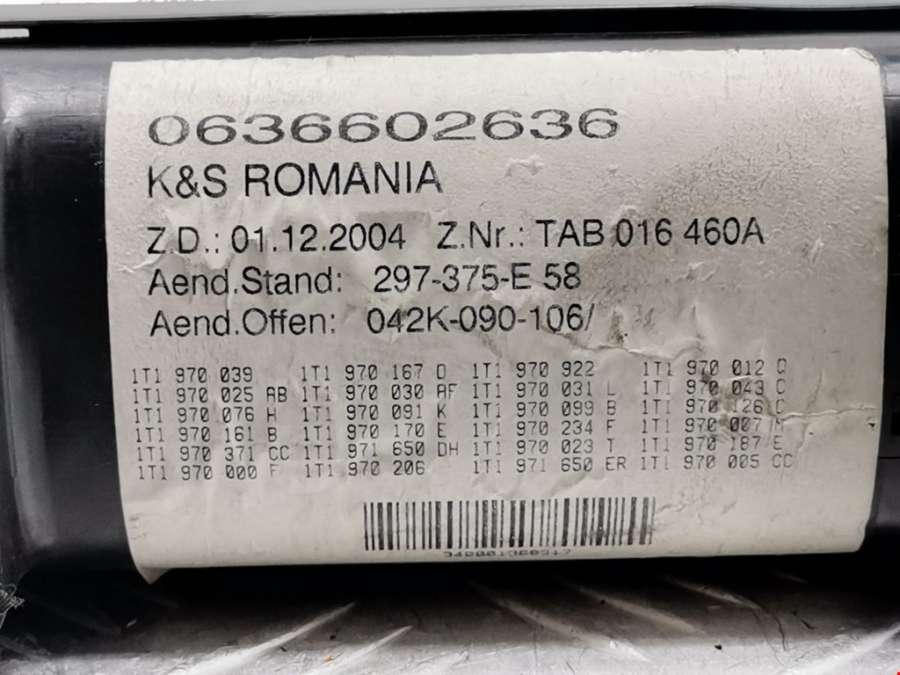 0636602636
K&S ROMANIA
Z.D.: 01.12.2004 Z.Nr.: TAB 016 460A
Aend.Stand: 297-375-E 58
Aend.Offen: 042K-090-106/
1T1 970 039 1T1 970 167 D 1T1 970 922 1T1 970 012 Q
1T1 970 025 AB 1T1 970 030 AF 1T1 970 031 L 1T1 970 043 C
1T1 970 076 H 1T1 970 091 K 1T1 970 099 B 1T1 970 126 C
1T1 970 161 B 1T1 970 170 E 1T1 970 234 F 1T1 970 007 M
1T1 970 371 CC 1T1 971 650 DH 1T1 970 023 T 1T1 970 187 E
1T1 970 000 F 1T1 970 206 1T1 971 650 ER 1T1 970 005 CC